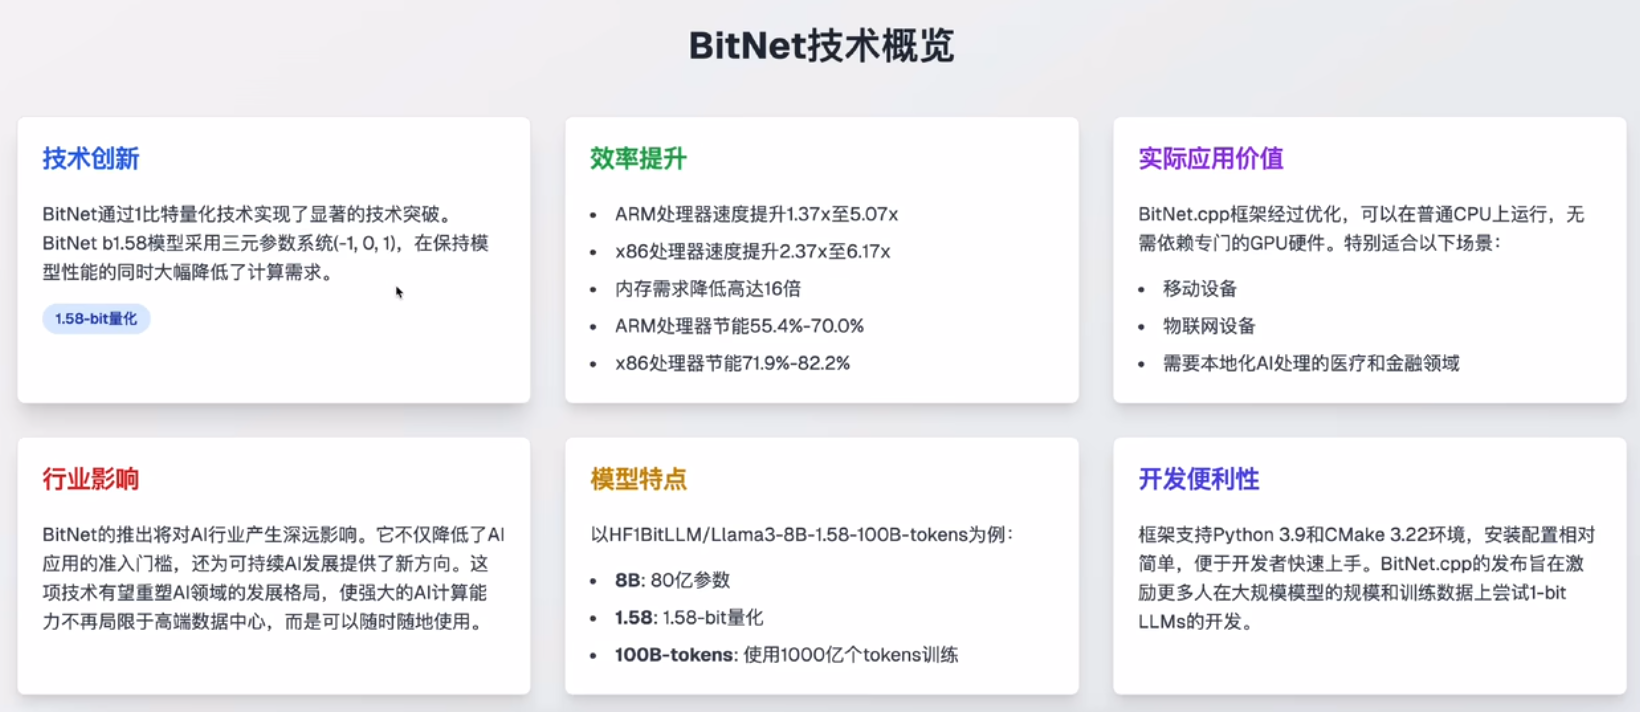 BitNet技术概览
技术创新
BitNet通过1比特量化技术实现了显著的技术突破。
BitNet b1.58模型采用三元参数系统(-1, 0, 1)，在保持模
型性能的同时大幅降低了计算需求。
1.58-bit量化
效率提升
• ARM处理器速度提升1.37x至5.07x
• x86处理器速度提升2.37x至6.17x
• 内存需求降低高达16倍
• ARM处理器节能55.4%-70.0%
• x86处理器节能71.9%-82.2%
实际应用价值
BitNet.cpp框架经过优化，可以在普通CPU上运行，无
需依赖专门的GPU硬件。特别适合以下场景：
• 移动设备
• 物联网设备
• 需要本地化AI处理的医疗和金融领域
行业影响
BitNet的推出将对AI行业产生深远影响。它不仅降低了AI
应用的准入门槛，还为可持续AI发展提供了新方向。这
项技术有望重塑AI领域的发展格局，使强大的AI计算能
力不再局限于高端数据中心，而是可以随时随地使用。
模型特点
以HF1BitLLM/Llama3-8B-1.58-100B-tokens为例：
• 8B: 80亿参数
• 1.58: 1.58-bit量化
• 100B-tokens: 使用1000亿个tokens训练
开发便利性
框架支持Python 3.9和CMake 3.22环境，安装配置相对
简单，便于开发者快速上手。BitNet.cpp的发布旨在激
励更多人在大规模模型的规模和训练数据上尝试1-bit
LLMs的开发。